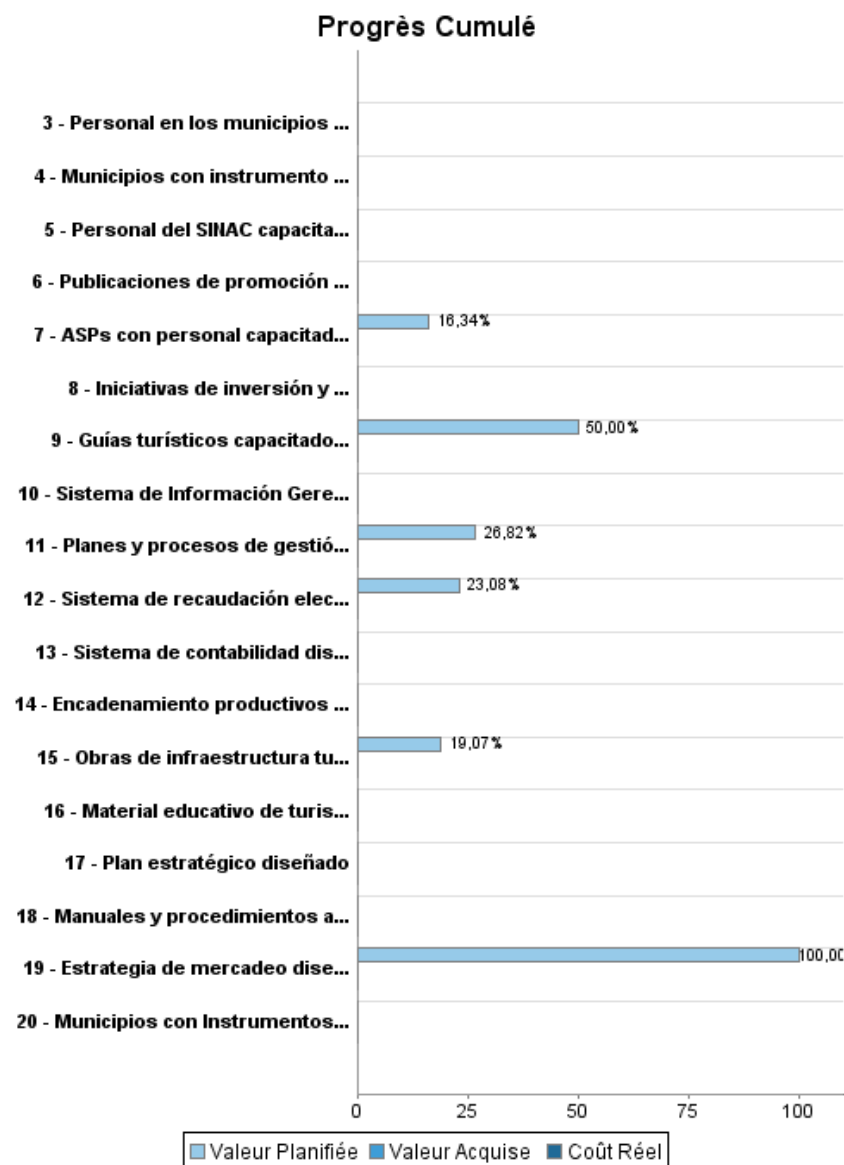 Progrès Cumulé
3 - Personal en los municipios ...
4 - Municipios con instrumento ...
5 - Personal del SINAC capacita...
6 - Publicaciones de promoción ...
7 - ASPs con personal capacitad...
16,34%
8 - Iniciativas de inversión y ...
9 - Guías turísticos capacitado...
50,00%
10 - Sistema de Información Gere...
11 - Planes y procesos de gestió...
26,82%
12 - Sistema de recaudación elec...
23,08%
13 - Sistema de contabilidad dis...
14 - Encadenamiento productivos ...
15 - Obras de infraestructura tu...
19,07%
16 - Material educativo de turis...
17 - Plan estratégico diseñado
18 - Manuales y procedimientos a...
19 - Estrategia de mercadeo dise...
100,00
20 - Municipios con Instrumentos...
0 25 50 75 100
Valeur Planifiée Valeur Acquise Coût Réel